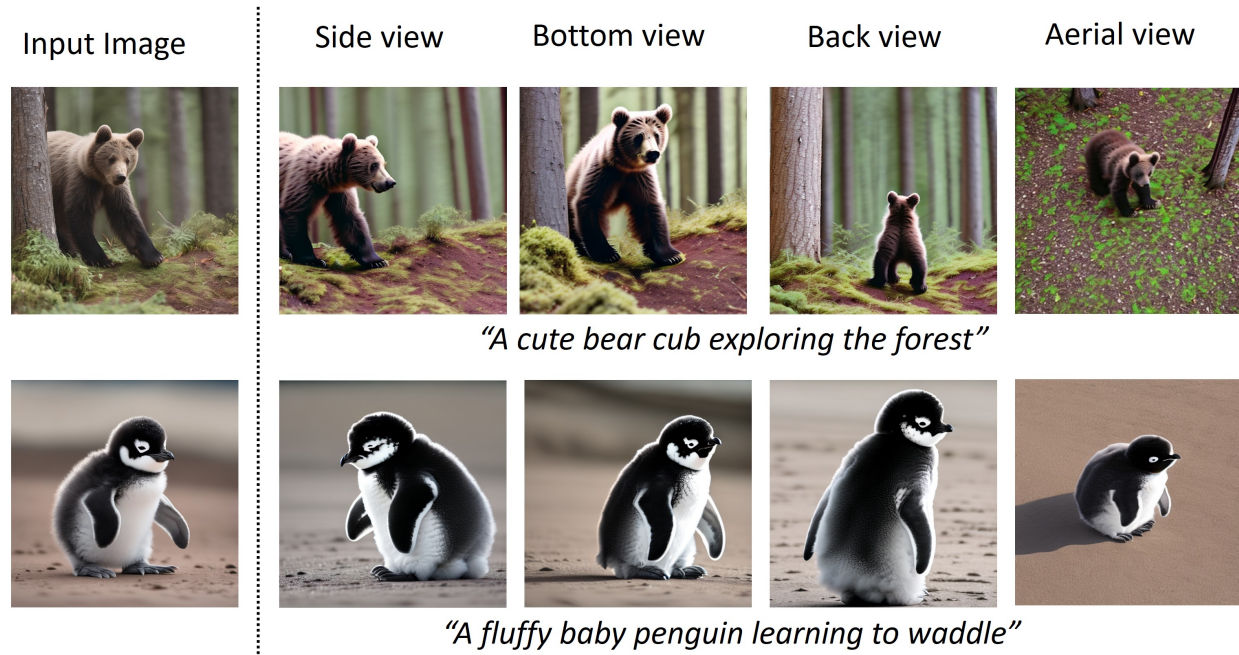 Input Image
Side view
Bottom view
Back view
Aerial view
“A cute bear cub exploring the forest”
“A fluffy baby penguin learning to waddle”